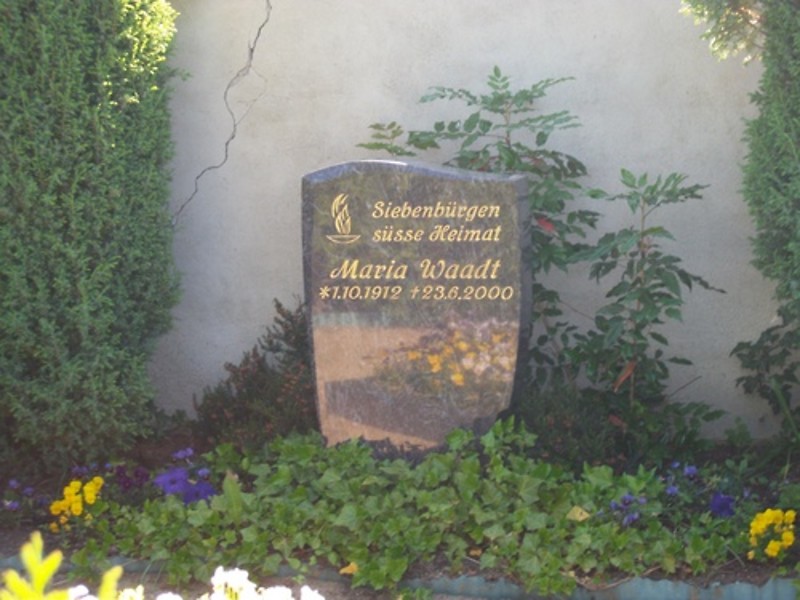 Siebenbürgen
süsse Heimat
Maria Waadt
*1.10.1912 †23.6.2000